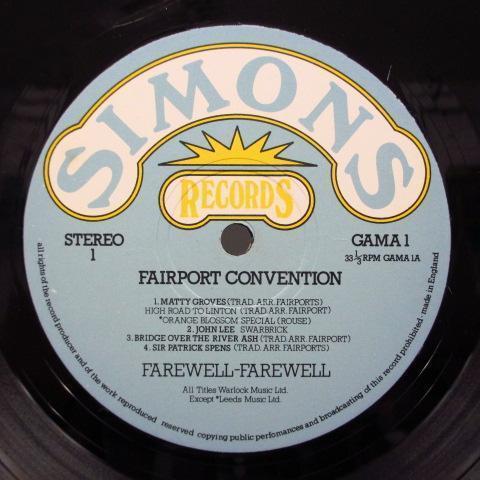 SIMONS
RECORDS
STEREO
1
GAMA 1
33 1/3 RPM GAMA 1A
FAIRPORT CONVENTION
1. MATTY GROVES (TRAD. ARR. FAIRPORTS)
HIGH ROAD TO LINTON (TRAD. ARR. FAIRPORT)
*ORANGE BLOSSOM SPECIAL (ROUSE)
2. JOHN LEE SWARBRICK
3. BRIDGE OVER THE RIVER ASH (TRAD. ARR. FAIRPORT)
4. SIR PATRICK SPENS (TRAD. ARR. FAIRPORTS)
FAREWELL-FAREWELL
All Titles Warlock Music Ltd.
Except *Leeds Music Ltd.
all rights of the record producer and of the work reproduced reserved copying public perfomances and broadcasting of this record prohibited · made in England